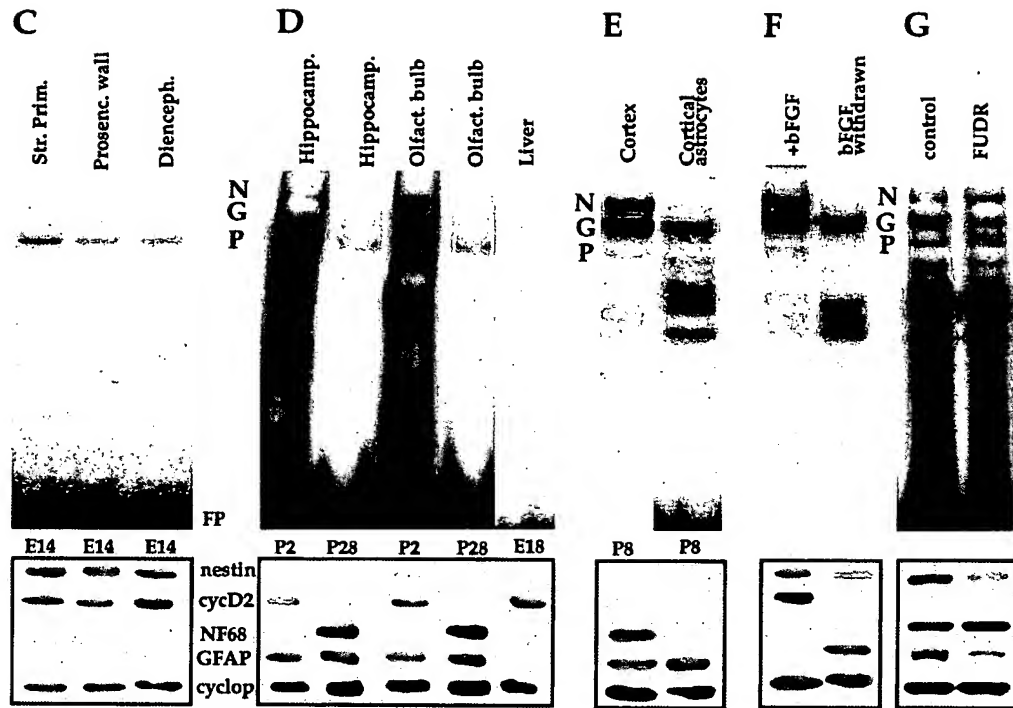 C
D
E
F
G
Str. Prim.
Prosenc. wall
Dienceph.
Hippocamp.
Hippocamp.
Olfact. bulb
Olfact. bulb
Liver
Cortex
Cortical astrocytes
+bFGF
bFGF withdrawn
control
FUDR
N
G
P
N
G
P
N
G
P
FP
E14
E14
E14
P2
P28
P2
P28
E18
P8
P8
nestin
cycD2
NF68
GFAP
cyclop.